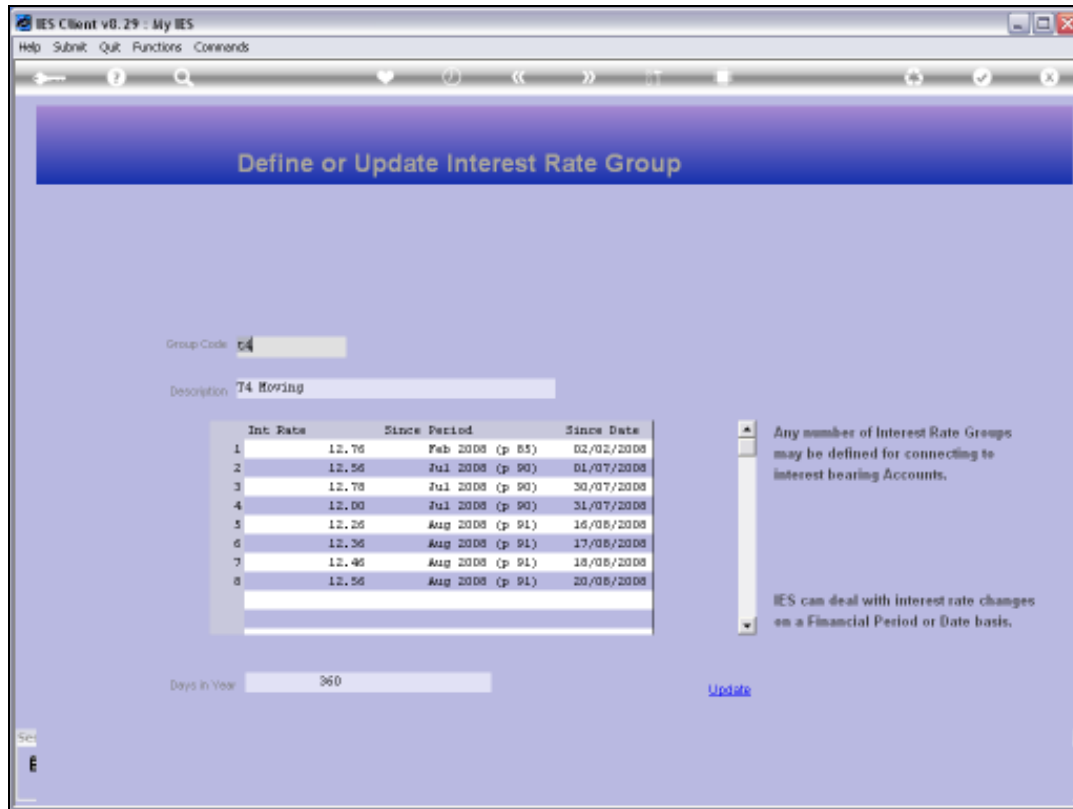 IES Client v8.29 : My IES
Help Submit Quit Functions Commands
Define or Update Interest Rate Group
Group Code t4
Description T4 Moving
Int Rate Since Period Since Date
1 12.76 Feb 2008 (p 85) 02/02/2008
2 12.56 Jul 2008 (p 90) 01/07/2008
3 12.78 Jul 2008 (p 90) 30/07/2008
4 12.00 Jul 2008 (p 90) 31/07/2008
5 12.26 Aug 2008 (p 91) 16/08/2008
6 12.36 Aug 2008 (p 91) 17/08/2008
7 12.46 Aug 2008 (p 91) 18/08/2008
8 12.56 Aug 2008 (p 91) 20/08/2008
Any number of Interest Rate Groups
may be defined for connecting to
interest bearing Accounts.
IES can deal with interest rate changes
on a Financial Period or Date basis.
Days in Year 360
Update